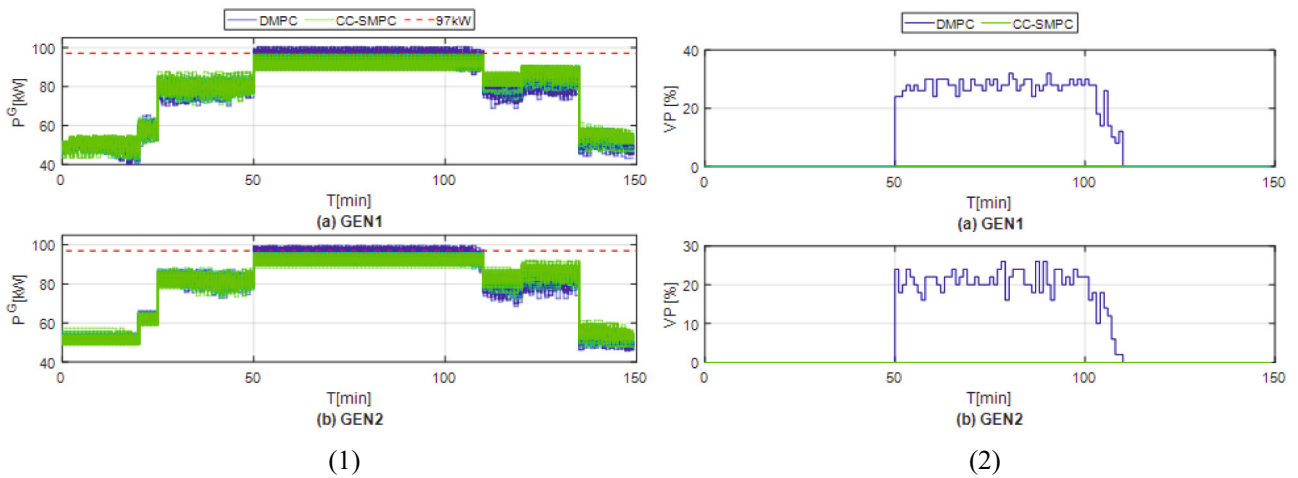 DMPC CC-SMPC 97kW
P^G[kW]
100
80
60
40
0 50 100 150
T[min]
(a) GEN1
P^G[kW]
100
80
60
40
0 50 100 150
T[min]
(b) GEN2
(1)
DMPC CC-SMPC
VP [%]
40
20
0
0 50 100 150
T[min]
(a) GEN1
VP [%]
30
20
10
0
0 50 100 150
T[min]
(b) GEN2
(2)